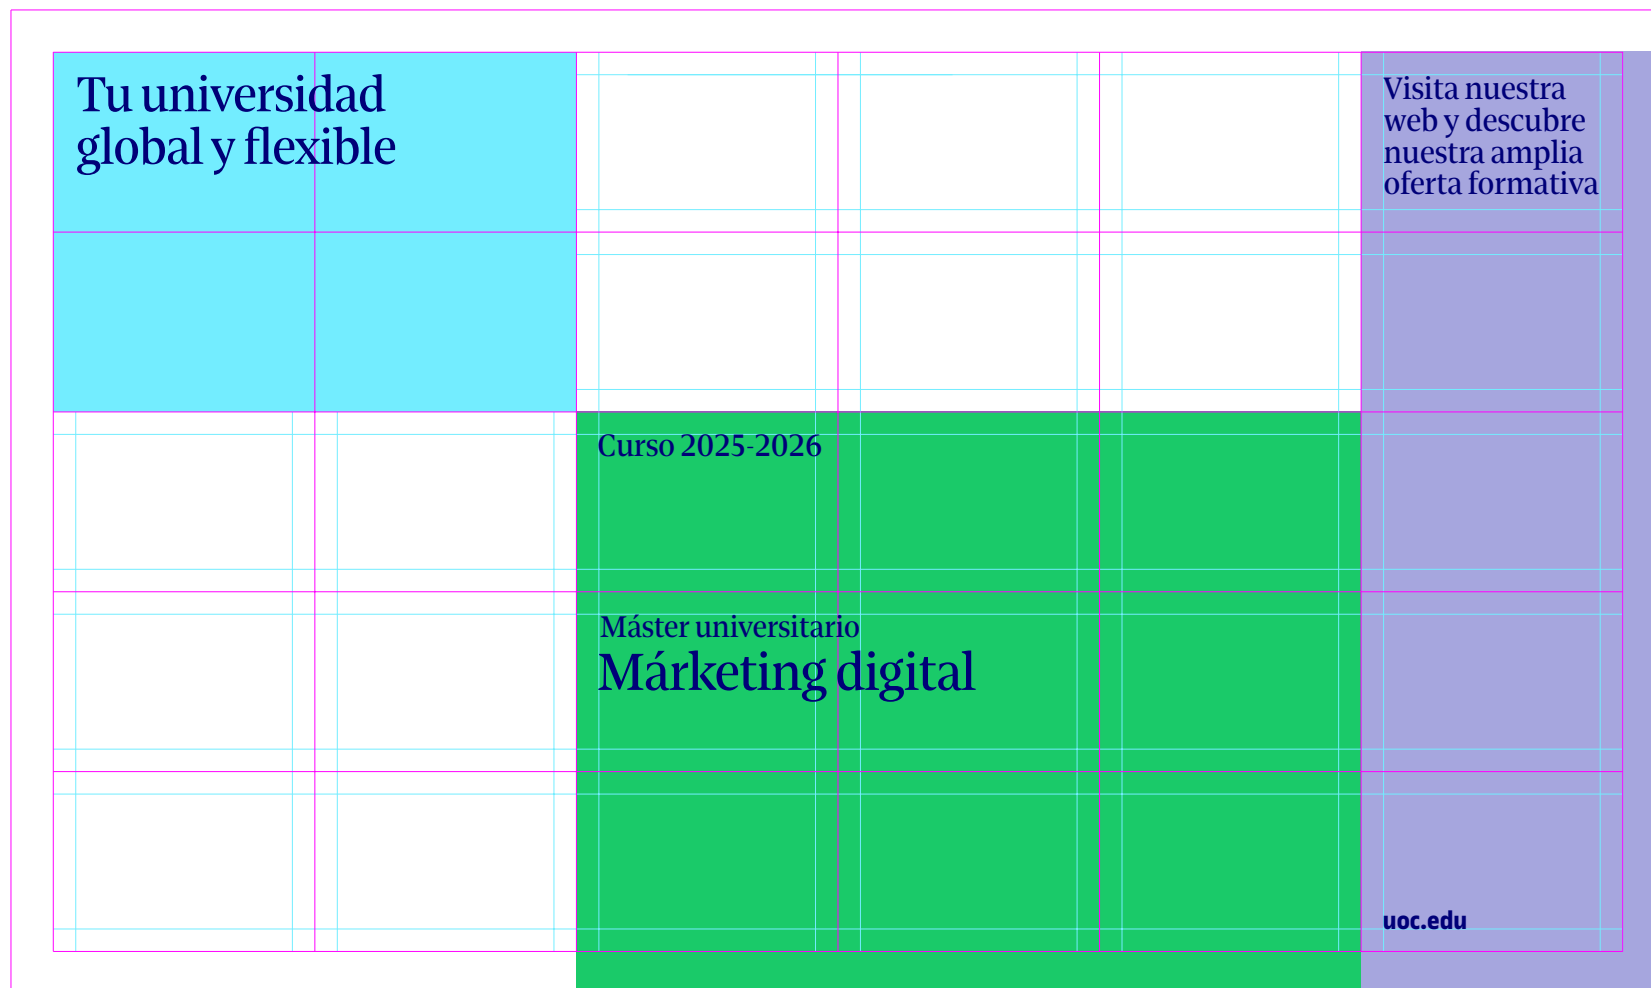 Tu universidad
global y flexible
Visita nuestra
web y descubre
nuestra amplia
oferta formativa
Curso 2025-2026
Máster universitario
Márketing digital
uoc.edu